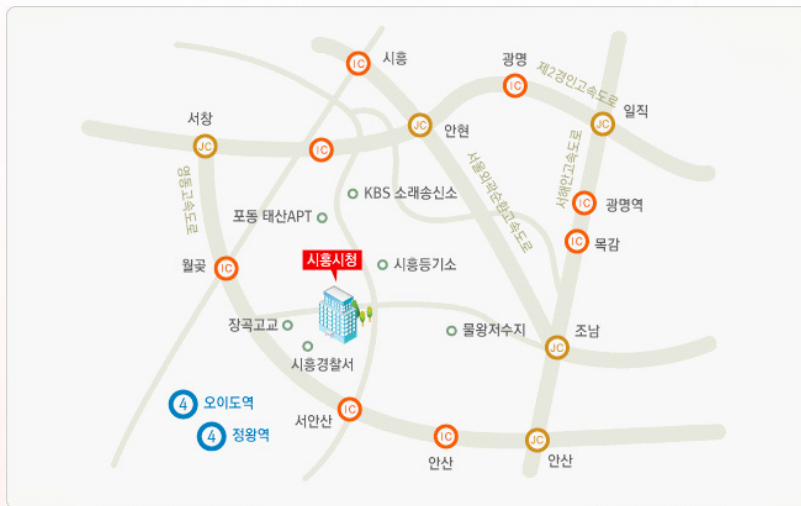 IC
시흥
광명
IC
제2경인고속도로
서창
JC
IC
JC
안현
일직
JC
영동고속도로
서울외곽순환고속도로
서해안고속도로
KBS 소래송신소
포동 태산APT
IC
광명역
IC
목감
월곶
IC
시흥시청
시흥등기소
장곡고교
시흥경찰서
물왕저수지
조남
JC
4
오이도역
4
정왕역
서안산
IC
IC
안산
JC
안산